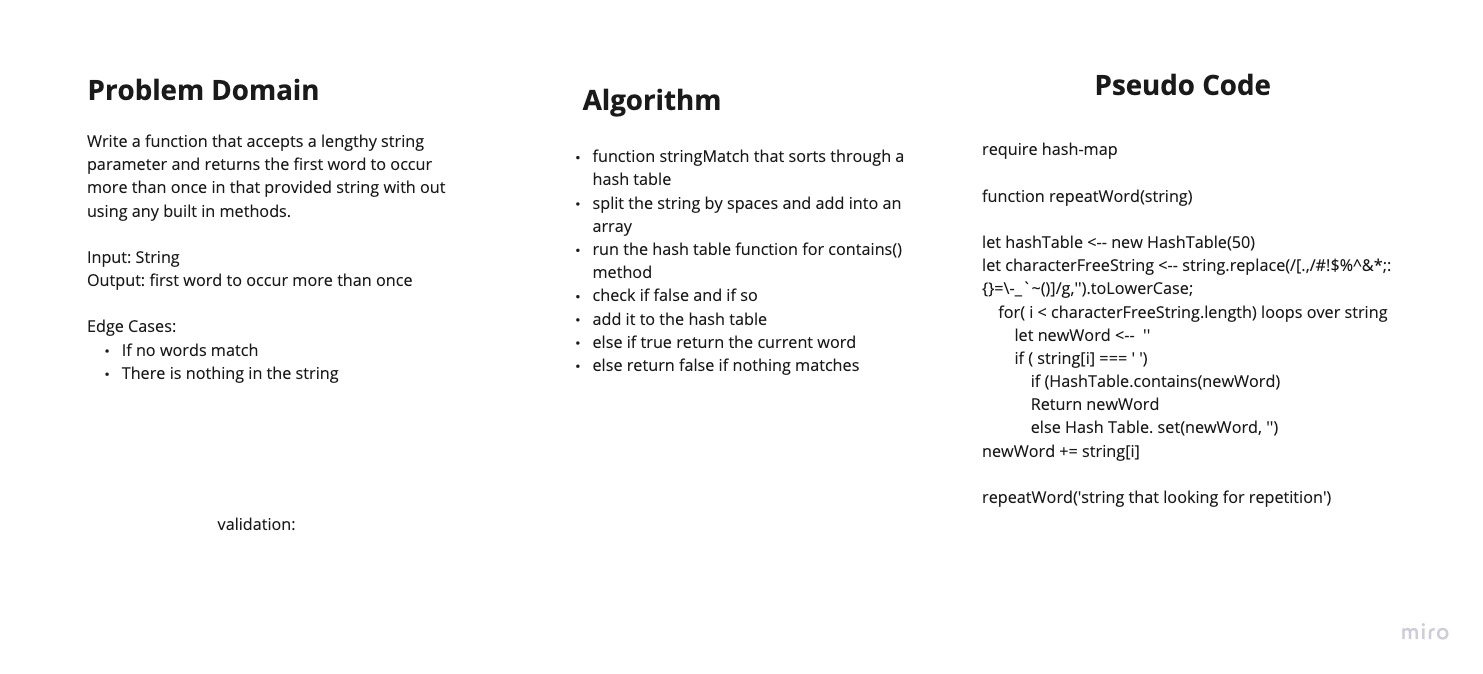 Problem Domain
Write a function that accepts a lengthy string
parameter and returns the first word to occur
more than once in that provided string with out
using any built in methods.
Input: String
Output: first word to occur more than once
Edge Cases:
• If no words match
• There is nothing in the string
validation:
Algorithm
• function stringMatch that sorts through a
hash table
• split the string by spaces and add into an
array
• run the hash table function for contains()
method
• check if false and if so
• add it to the hash table
• else if true return the current word
• else return false if nothing matches
Pseudo Code
require hash-map
function repeatWord(string)
let hashTable <-- new HashTable(50)
let characterFreeString <-- string.replace(/[.,/#!$%^&*;:
{}=\-_`~()]/g,'').toLowerCase;
for( i < characterFreeString.length) loops over string
let newWord <-- ''
if ( string[i] === ' ')
if (HashTable.contains(newWord)
Return newWord
else Hash Table. set(newWord, '')
newWord += string[i]
repeatWord('string that looking for repetition')
miro